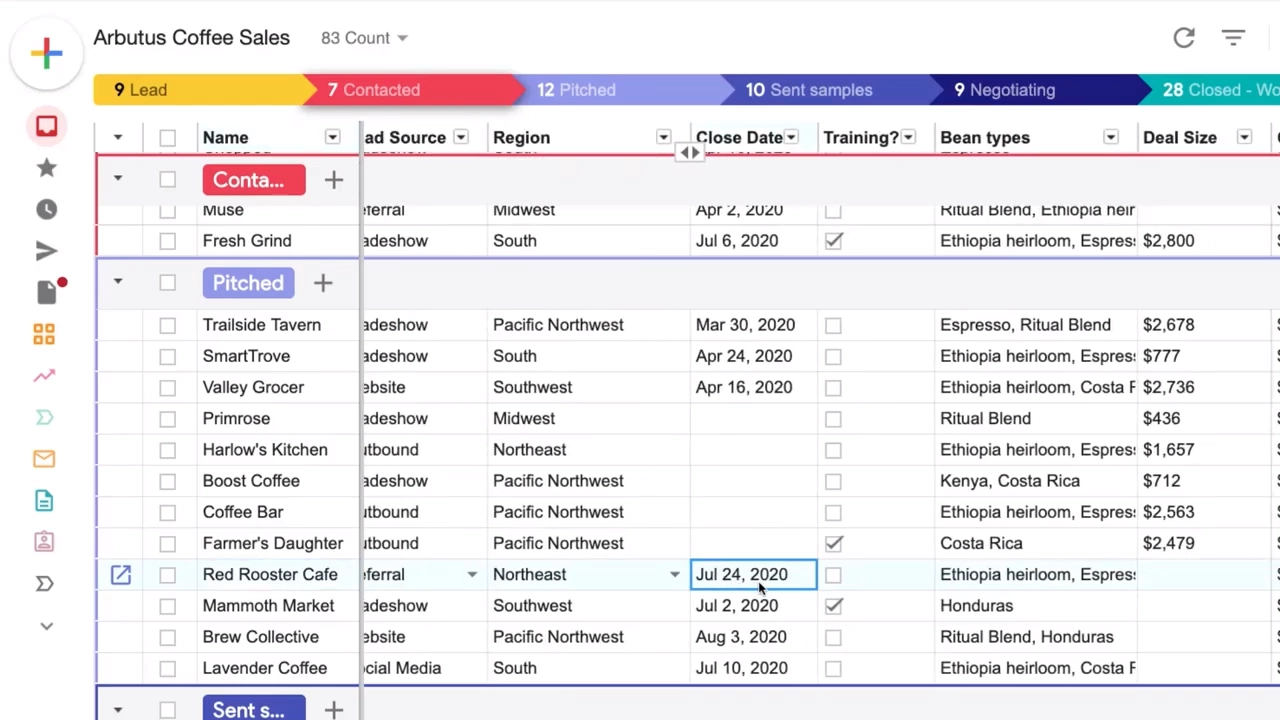 Arbutus Coffee Sales 83 Count
9 Lead 7 Contacted 12 Pitched 10 Sent samples 9 Negotiating 28 Closed - Wo
Name ad Source Region Close Date Training? Bean types Deal Size
Conta...
Muse eferral Midwest Apr 2, 2020 Ritual Blend, Ethiopia heir
Fresh Grind adeshow South Jul 6, 2020 Ethiopia heirloom, Espres $2,800
Pitched
Trailside Tavern adeshow Pacific Northwest Mar 30, 2020 Espresso, Ritual Blend $2,678
SmartTrove adeshow South Apr 24, 2020 Ethiopia heirloom, Espres $777
Valley Grocer ebsite Southwest Apr 16, 2020 Ethiopia heirloom, Costa F $2,736
Primrose adeshow Midwest Ritual Blend $436
Harlow's Kitchen utbound Northeast Ethiopia heirloom, Espres $1,657
Boost Coffee adeshow Pacific Northwest Kenya, Costa Rica $712
Coffee Bar utbound Pacific Northwest Ethiopia heirloom, Espres $2,563
Farmer's Daughter utbound Pacific Northwest Costa Rica $2,479
Red Rooster Cafe eferral Northeast Jul 24, 2020 Ethiopia heirloom, Espres
Mammoth Market adeshow Southwest Jul 2, 2020 Honduras
Brew Collective ebsite Pacific Northwest Aug 3, 2020 Ritual Blend, Honduras
Lavender Coffee cial Media South Jul 10, 2020 Ethiopia heirloom, Costa F
Sent s...